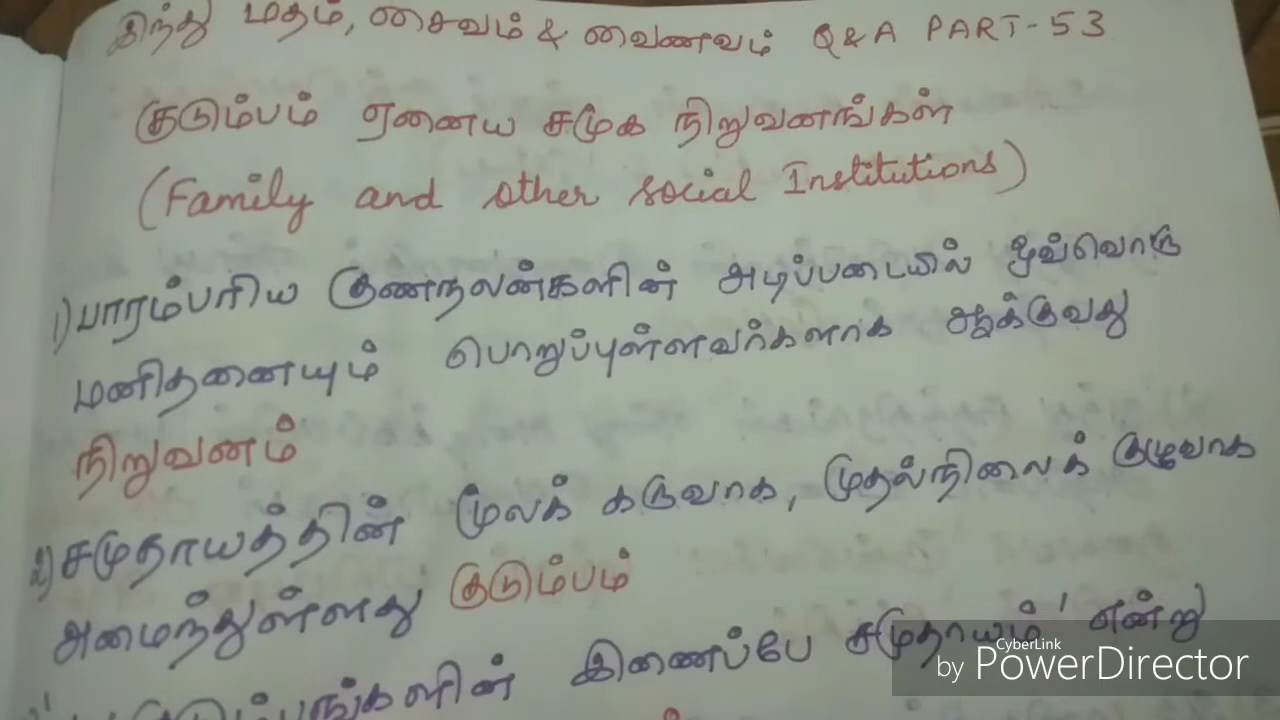 இந்து மதம், சைவம் & வைணவம் Q&A PART-53
குடும்பம் ஏனைய சமூக நிறுவனங்கள்
(Family and other social Institutions)
1) பாரம்பரிய குணநலன்களின் அடிப்படையில் ஒவ்வொரு
மனிதனையும் பொறுப்புள்ளவர்களாக ஆக்குவது
நிறுவனம்
2) சமுதாயத்தின் மூலக் கருவாக, முதல்நிலைக் குழுவாக
அமைந்துள்ளது குடும்பம்
இணைப்பே சமுதாயம்' என்று
CyberLink
by PowerDirector